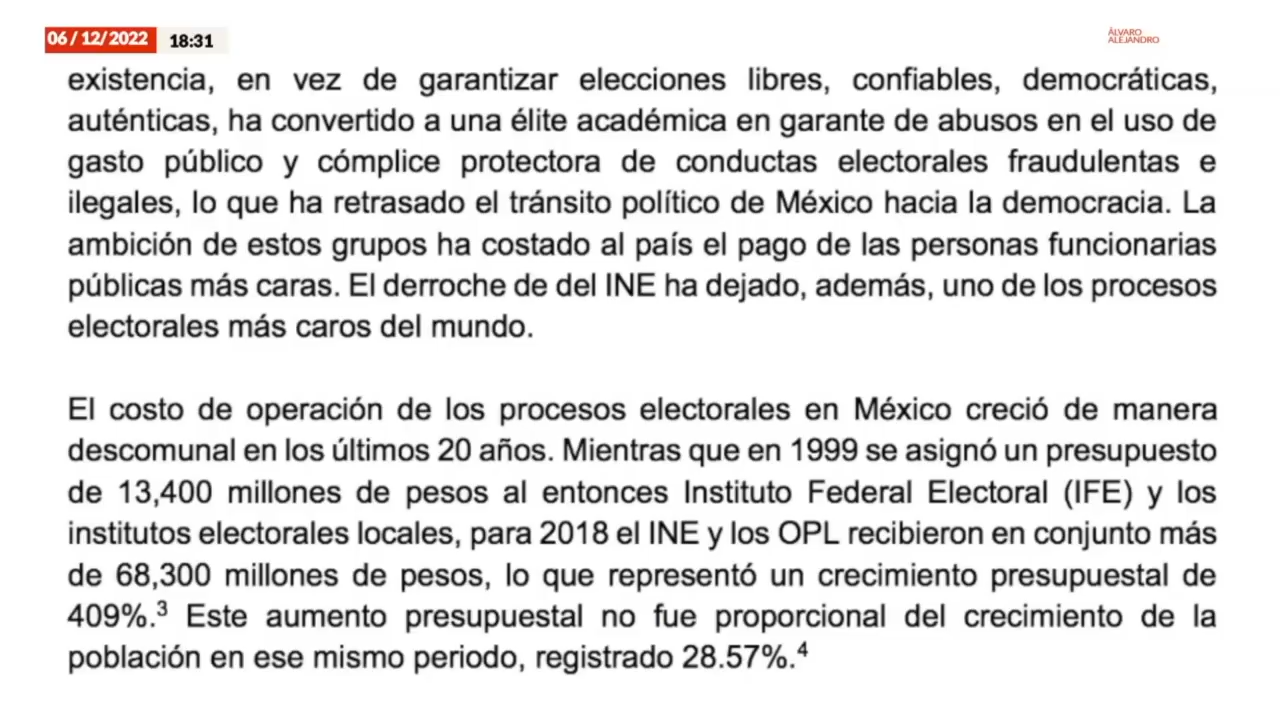 06/12/2022 18:31
ÁLVARO
ALEJANDRO
existencia, en vez de garantizar elecciones libres, confiables, democráticas,
auténticas, ha convertido a una élite académica en garante de abusos en el uso de
gasto público y cómplice protectora de conductas electorales fraudulentas e
ilegales, lo que ha retrasado el tránsito político de México hacia la democracia. La
ambición de estos grupos ha costado al país el pago de las personas funcionarias
públicas más caras. El derroche de del INE ha dejado, además, uno de los procesos
electorales más caros del mundo.
El costo de operación de los procesos electorales en México creció de manera
descomunal en los últimos 20 años. Mientras que en 1999 se asignó un presupuesto
de 13,400 millones de pesos al entonces Instituto Federal Electoral (IFE) y los
institutos electorales locales, para 2018 el INE y los OPL recibieron en conjunto más
de 68,300 millones de pesos, lo que representó un crecimiento presupuestal de
409%.³ Este aumento presupuestal no fue proporcional del crecimiento de la
población en ese mismo periodo, registrado 28.57%.⁴